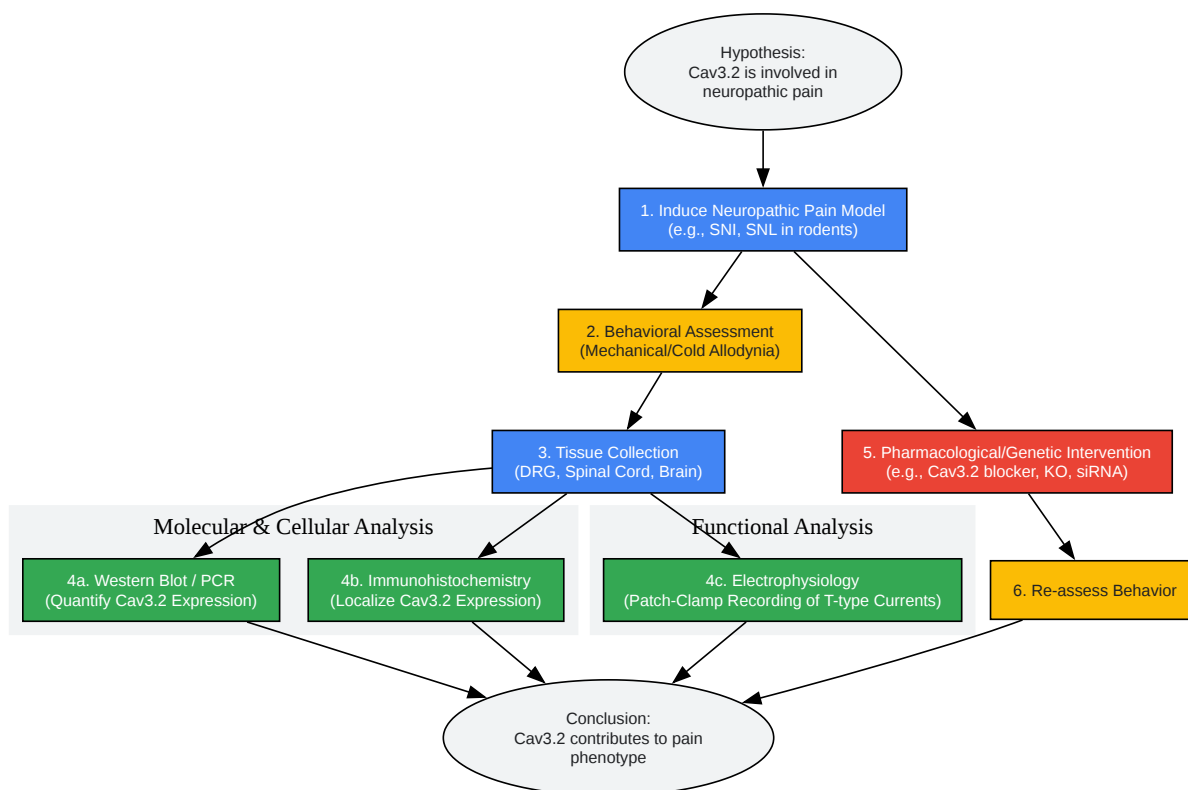 Hypothesis:
Cav3.2 is involved in
neuropathic pain
1. Induce Neuropathic Pain Model
(e.g., SNI, SNL in rodents)
2. Behavioral Assessment
(Mechanical/Cold Allodynia)
3. Tissue Collection
(DRG, Spinal Cord, Brain)
5. Pharmacological/Genetic Intervention
(e.g., Cav3.2 blocker, KO, siRNA)
Molecular & Cellular Analysis
Functional Analysis
4a. Western Blot / PCR
(Quantify Cav3.2 Expression)
4b. Immunohistochemistry
(Localize Cav3.2 Expression)
4c. Electrophysiology
(Patch-Clamp Recording of T-type Currents)
6. Re-assess Behavior
Conclusion:
Cav3.2 contributes to pain
phenotype